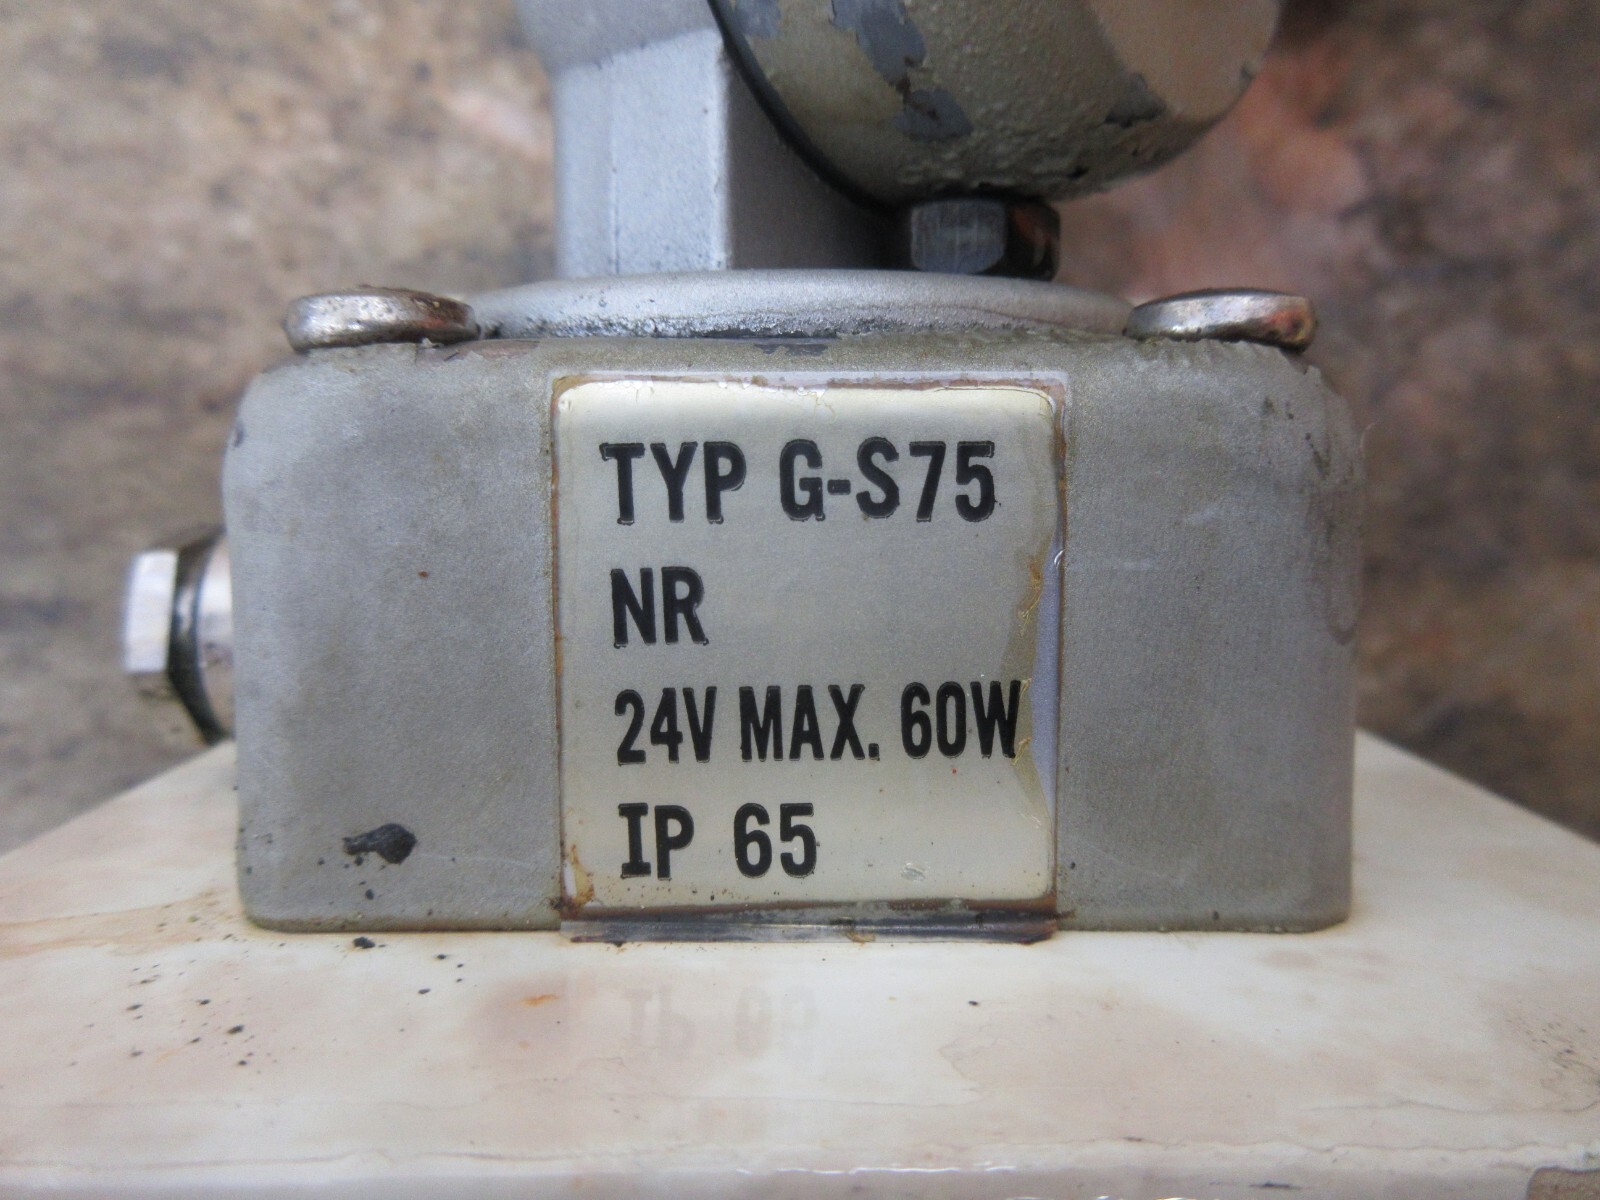 TYP G-S75
NR
24V MAX. 60W
IP 65